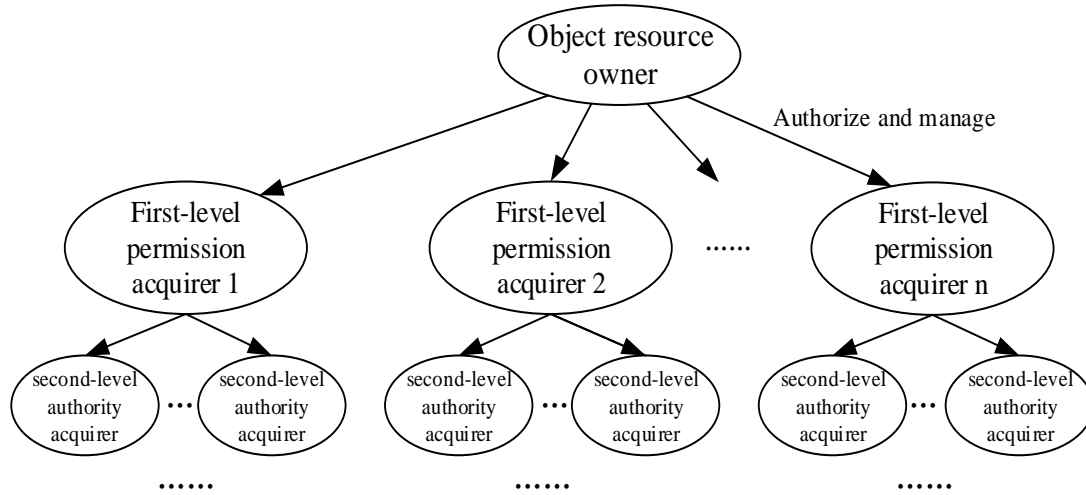 Object resource
owner
Authorize and manage
First-level
permission
acquirer 1
First-level
permission
acquirer 2
......
First-level
permission
acquirer n
second-level
authority
acquirer
...
second-level
authority
acquirer
second-level
authority
acquirer
...
second-level
authority
acquirer
second-level
authority
acquirer
...
second-level
authority
acquirer
......
......
......